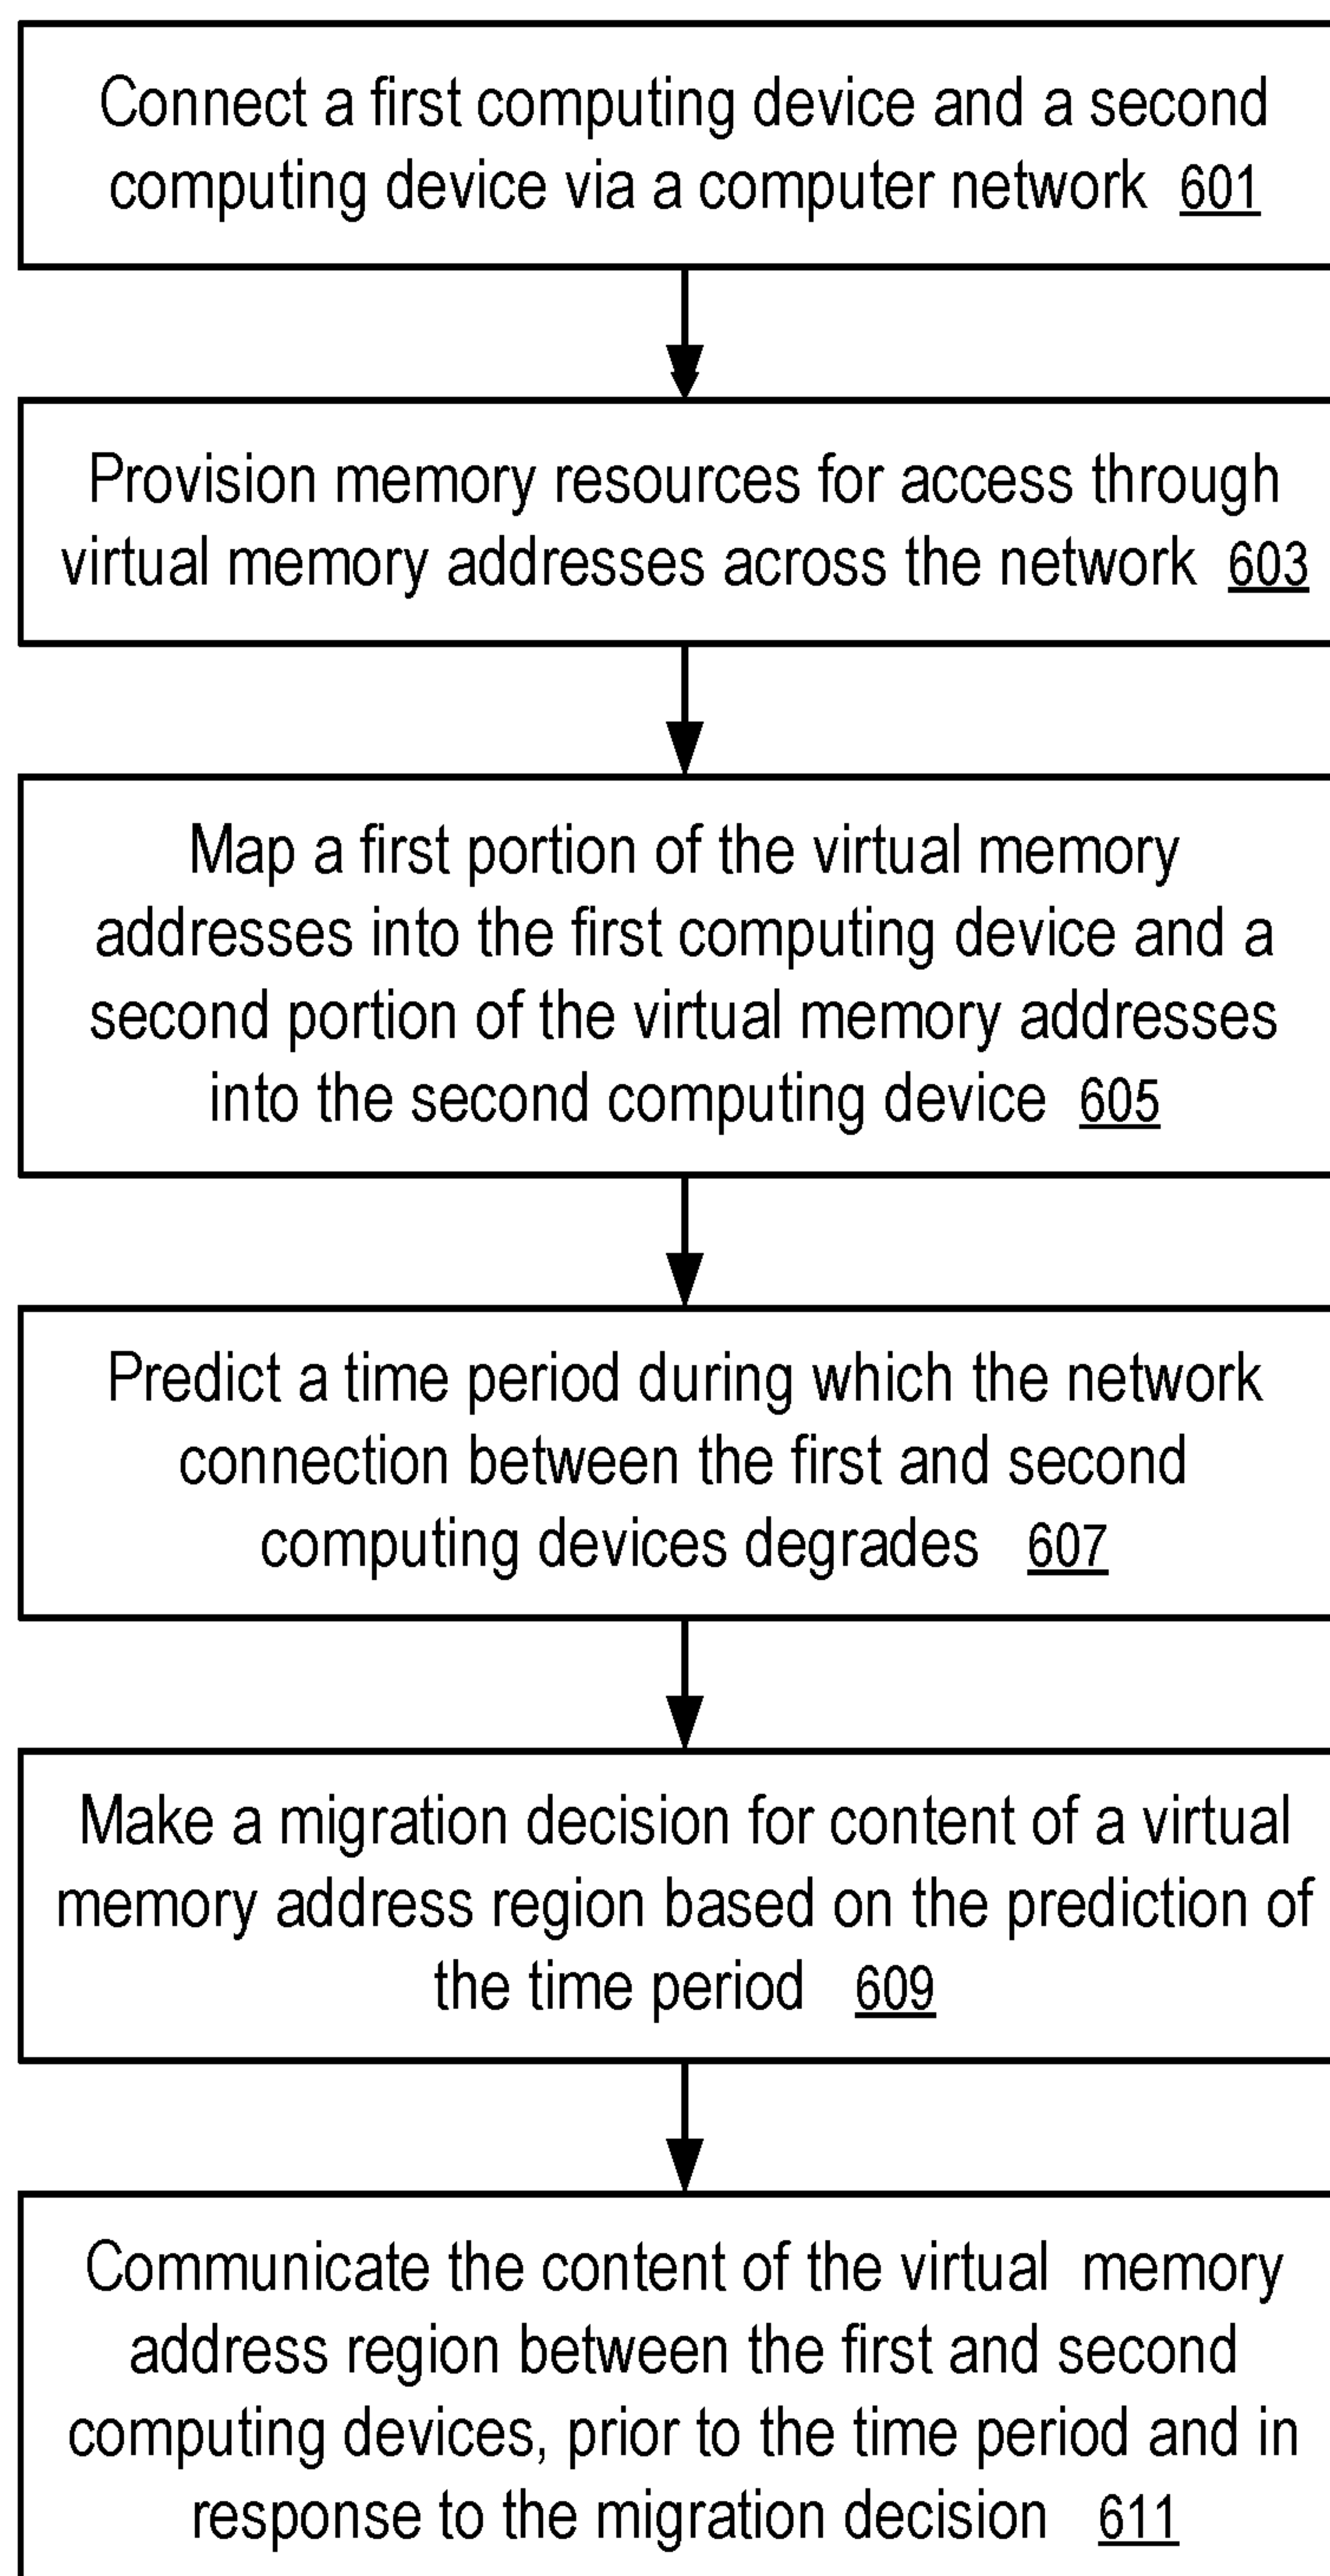 Connect a first computing device and a second
computing device via a computer network 601
Provision memory resources for access through
virtual memory addresses across the network 603
Map a first portion of the virtual memory
addresses into the first computing device and a
second portion of the virtual memory addresses
into the second computing device 605
Predict a time period during which the network
connection between the first and second
computing devices degrades 607
Make a migration decision for content of a virtual
memory address region based on the prediction of
the time period 609
Communicate the content of the virtual memory
address region between the first and second
computing devices, prior to the time period and in
response to the migration decision 611